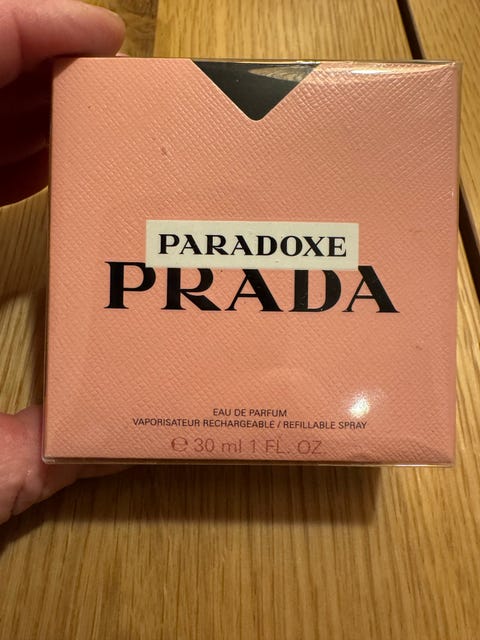 PARADOXE
PRADA
EAU DE PARFUM
VAPORISATEUR RECHARGEABLE / REFILLABLE SPRAY
℮ 30 ml 1 FL. OZ.